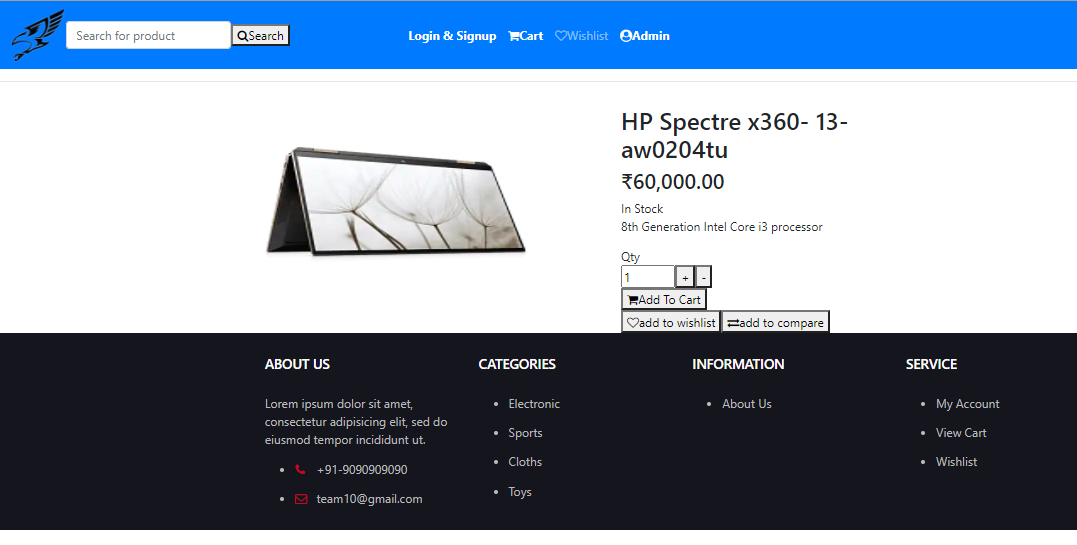 Search for product
Search
Login & Signup Cart Wishlist Admin
HP Spectre x360- 13-
aw0204tu
₹60,000.00
In Stock
8th Generation Intel Core i3 processor
Qty
1 + -
Add To Cart
add to wishlist add to compare
ABOUT US
Lorem ipsum dolor sit amet,
consectetur adipisicing elit, sed do
eiusmod tempor incididunt ut.
+91-9090909090
team10@gmail.com
CATEGORIES
Electronic
Sports
Cloths
Toys
INFORMATION
About Us
SERVICE
My Account
View Cart
Wishlist